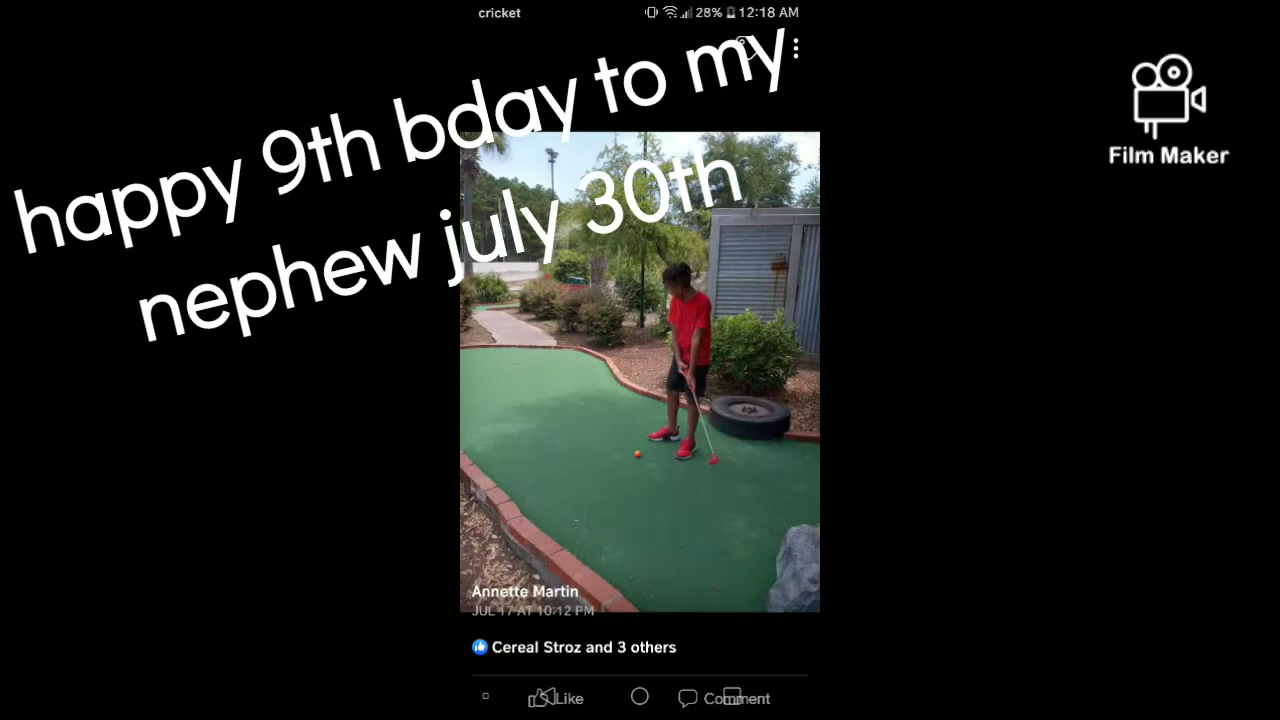 cricket
28%
12:18 AM
happy 9th bday to my
nephew july 30th
Film Maker
Annette Martin
JUL 17 AT 10:12 PM
Cereal Stroz and 3 others
Like
Comment